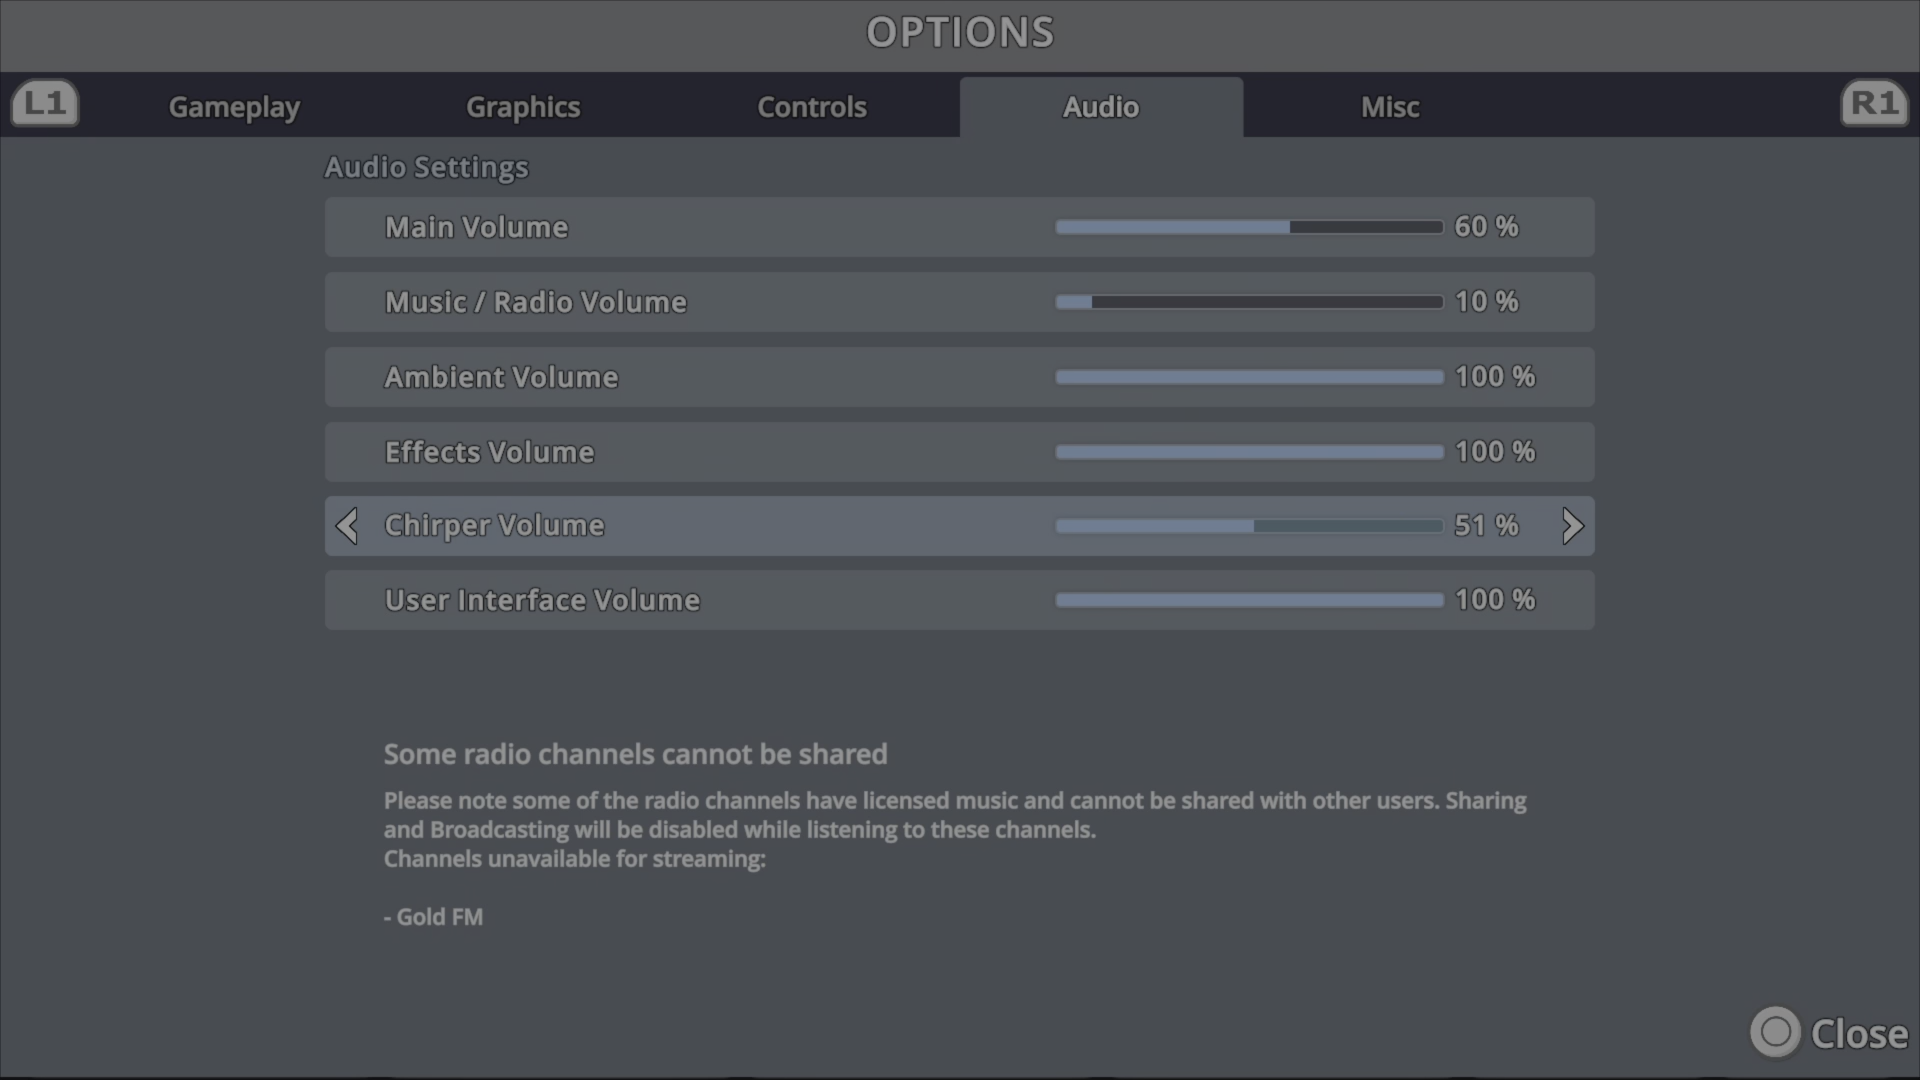 OPTIONS
L1 Gameplay Graphics Controls Audio Misc R1
Audio Settings
Main Volume 60 %
Music / Radio Volume 10 %
Ambient Volume 100 %
Effects Volume 100 %
Chirper Volume 51 %
User Interface Volume 100 %
Some radio channels cannot be shared
Please note some of the radio channels have licensed music and cannot be shared with other users. Sharing
and Broadcasting will be disabled while listening to these channels.
Channels unavailable for streaming:
- Gold FM
Close